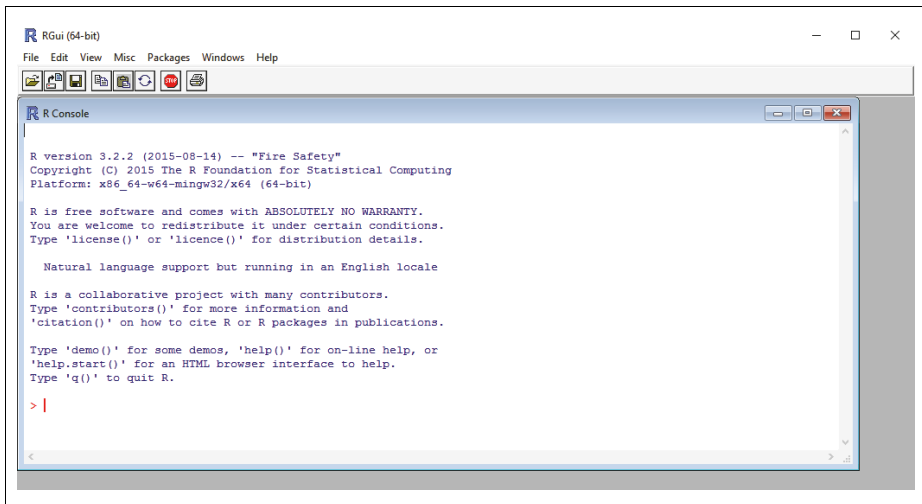 RGui (64-bit)
File Edit View Misc Packages Windows Help
STOP
R Console
R version 3.2.2 (2015-08-14) -- "Fire Safety"
Copyright (C) 2015 The R Foundation for Statistical Computing
Platform: x86_64-w64-mingw32/x64 (64-bit)
R is free software and comes with ABSOLUTELY NO WARRANTY.
You are welcome to redistribute it under certain conditions.
Type 'license()' or 'licence()' for distribution details.
Natural language support but running in an English locale
R is a collaborative project with many contributors.
Type 'contributors()' for more information and
'citation()' on how to cite R or R packages in publications.
Type 'demo()' for some demos, 'help()' for on-line help, or
'help.start()' for an HTML browser interface to help.
Type 'q()' to quit R.
>